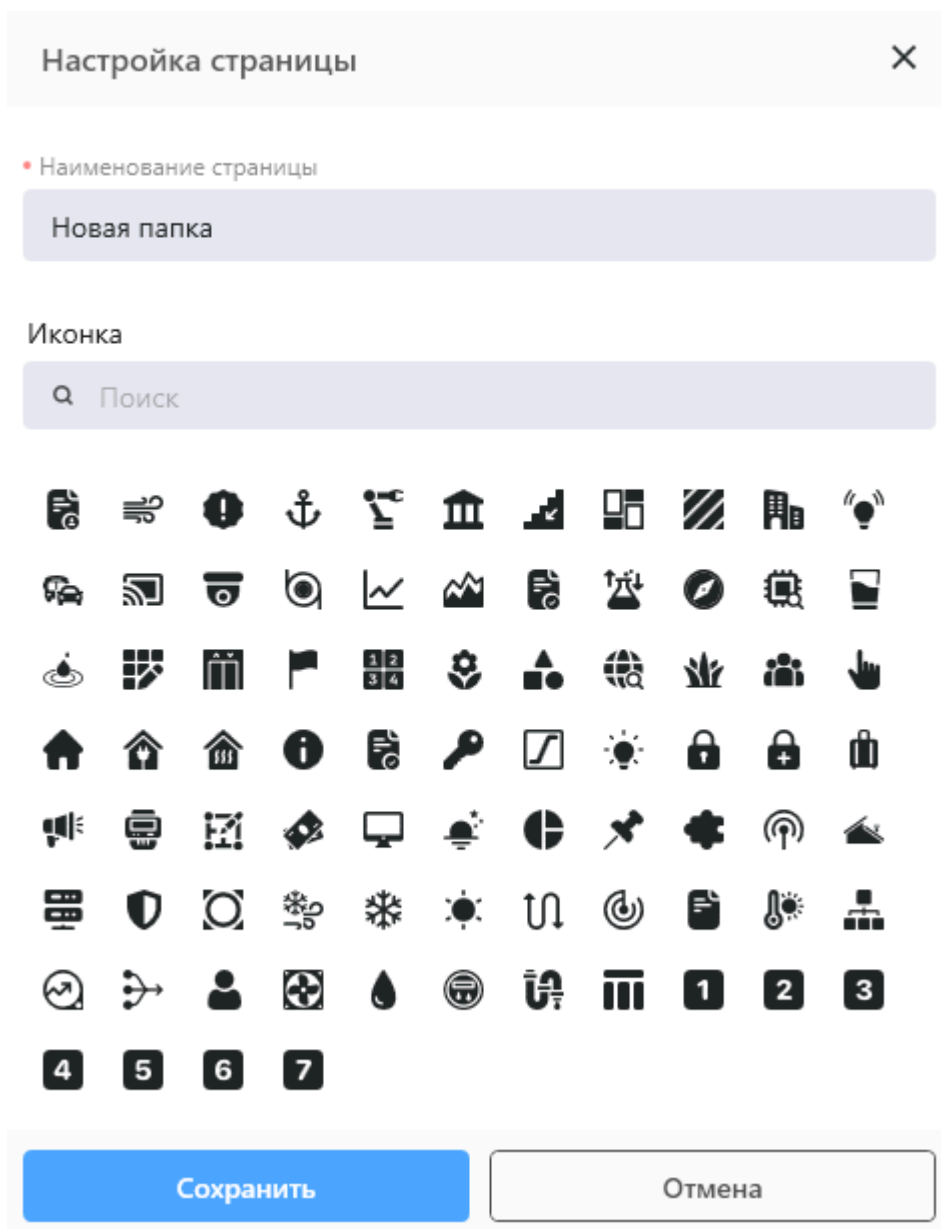 Настройка страницы
Наименование страницы
Новая папка
Иконка
Поиск
1 2
3 4
1 2 3
4 5 6 7
Сохранить Отмена